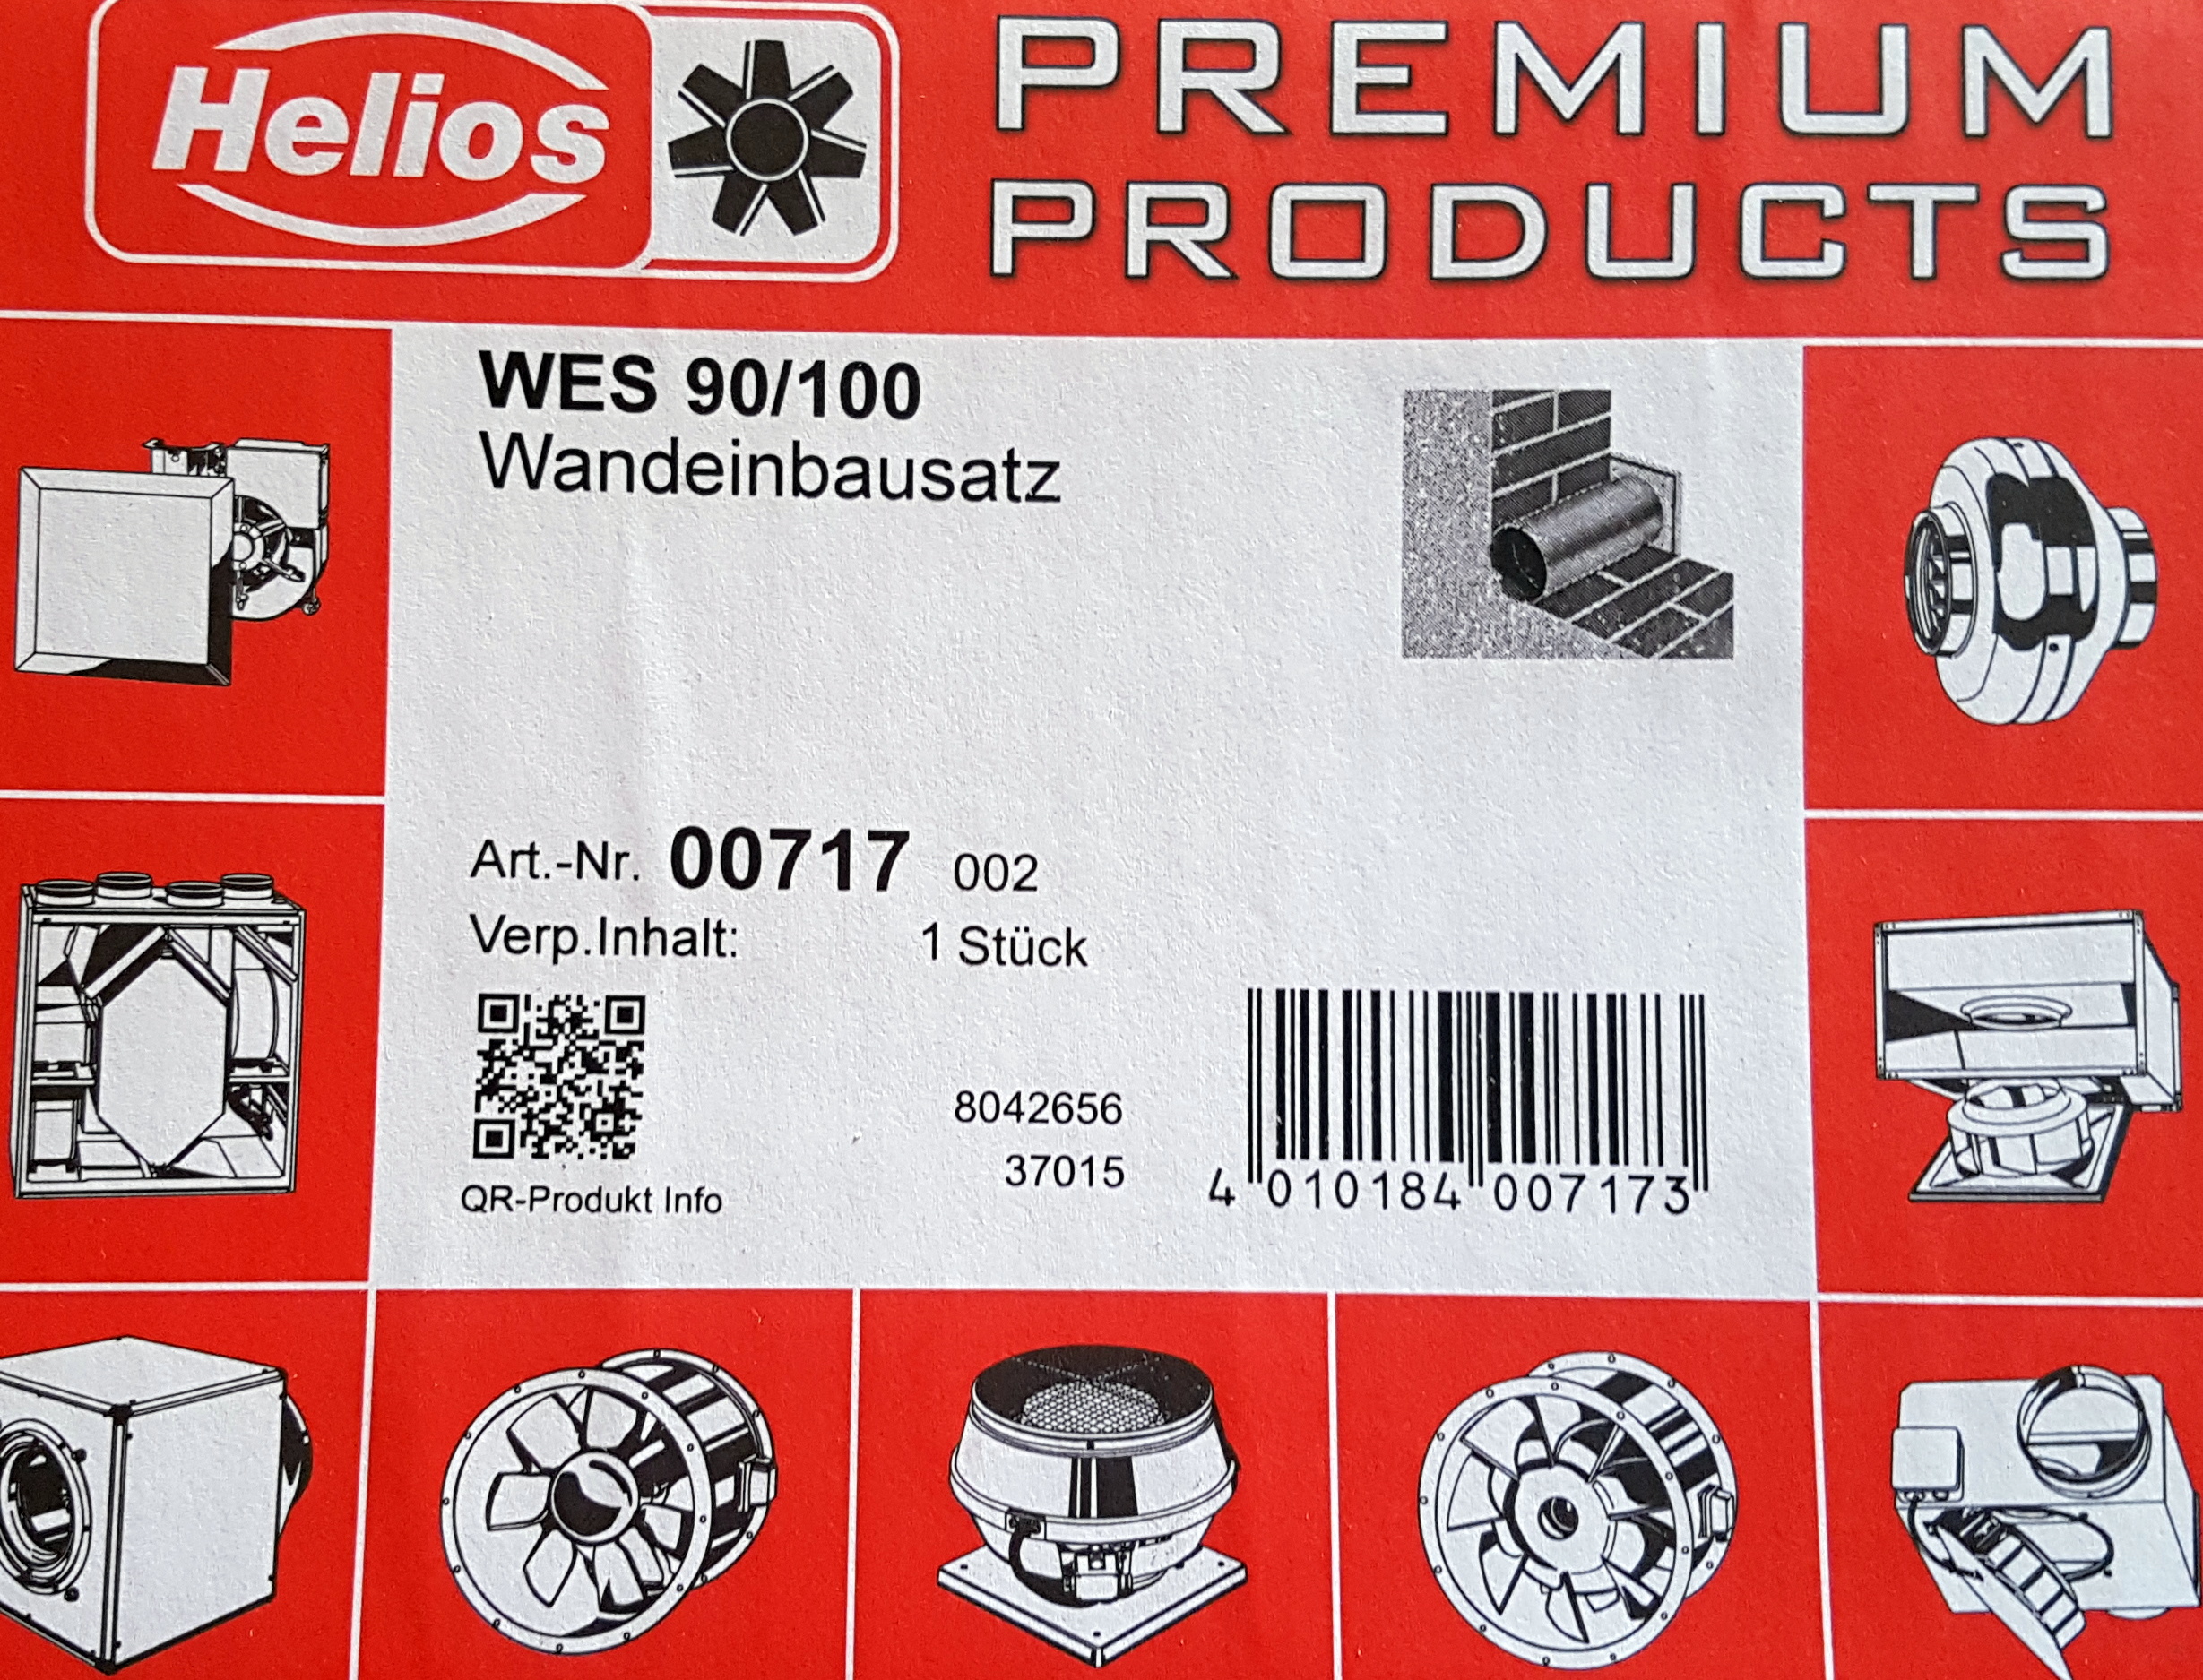 Helios
PREMIUM
PRODUCTS
WES 90/100
Wandeinbausatz
Art.-Nr. 00717 002
Verp.Inhalt: 1 Stück
8042656
37015
QR-Produkt Info
4 010184 007173